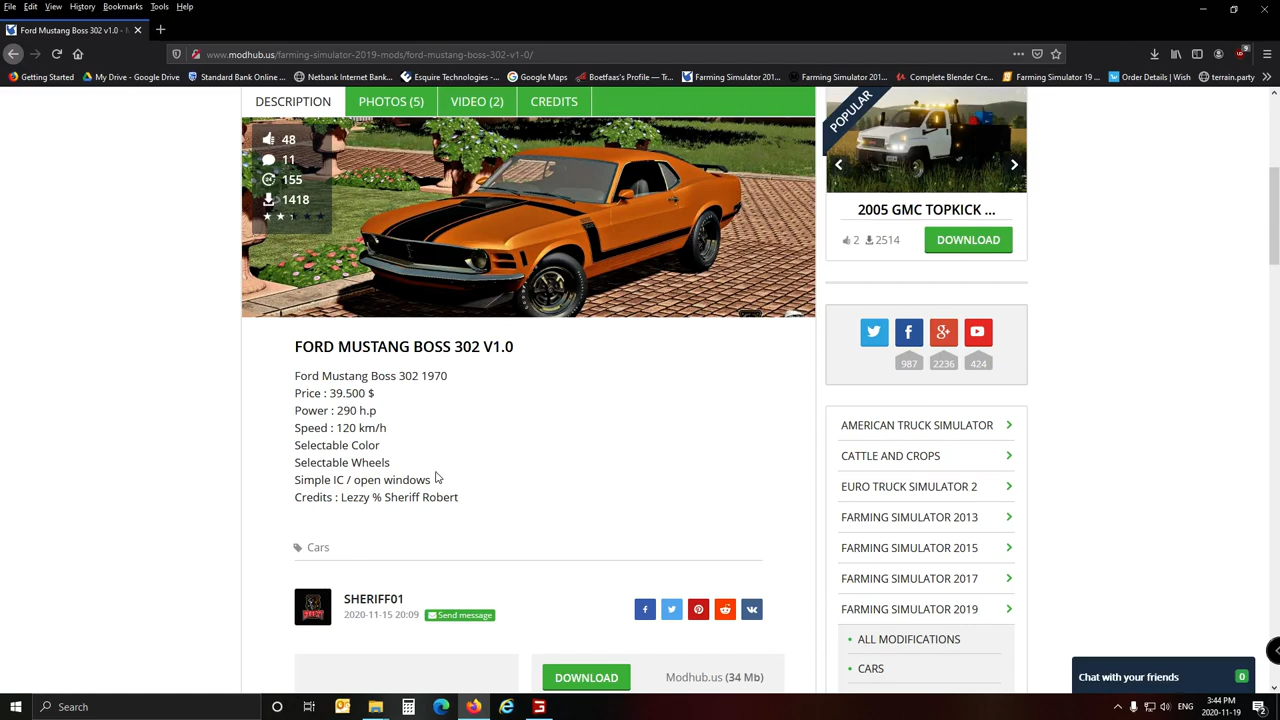 File Edit View History Bookmarks Tools Help
Ford Mustang Boss 302 v1.0 -
www.modhub.us/farming-simulator-2019-mods/ford-mustang-boss-302-v1-0/
Getting Started My Drive - Google Drive Standard Bank Online ... Netbank Internet Bank... Esquire Technologies -... Google Maps Boetfaas's Profile — Tr... Farming Simulator 201... Farming Simulator 201... Complete Blender Cre... Farming Simulator 19 ... Order Details | Wish terrain.party
DESCRIPTION PHOTOS (5) VIDEO (2) CREDITS
48
11
155
1418
POPULAR
2005 GMC TOPKICK ...
2 2514 DOWNLOAD
987 2236 424
FORD MUSTANG BOSS 302 V1.0
Ford Mustang Boss 302 1970
Price : 39.500 $
Power : 290 h.p
Speed : 120 km/h
Selectable Color
Selectable Wheels
Simple IC / open windows
Credits : Lezzy % Sheriff Robert
Cars
SHERIFF01
2020-11-15 20:09 Send message
DOWNLOAD Modhub.us (34 Mb)
AMERICAN TRUCK SIMULATOR
CATTLE AND CROPS
EURO TRUCK SIMULATOR 2
FARMING SIMULATOR 2013
FARMING SIMULATOR 2015
FARMING SIMULATOR 2017
FARMING SIMULATOR 2019
ALL MODIFICATIONS
CARS
Chat with your friends 0
Search
ENG
3:44 PM
2020-11-19
2